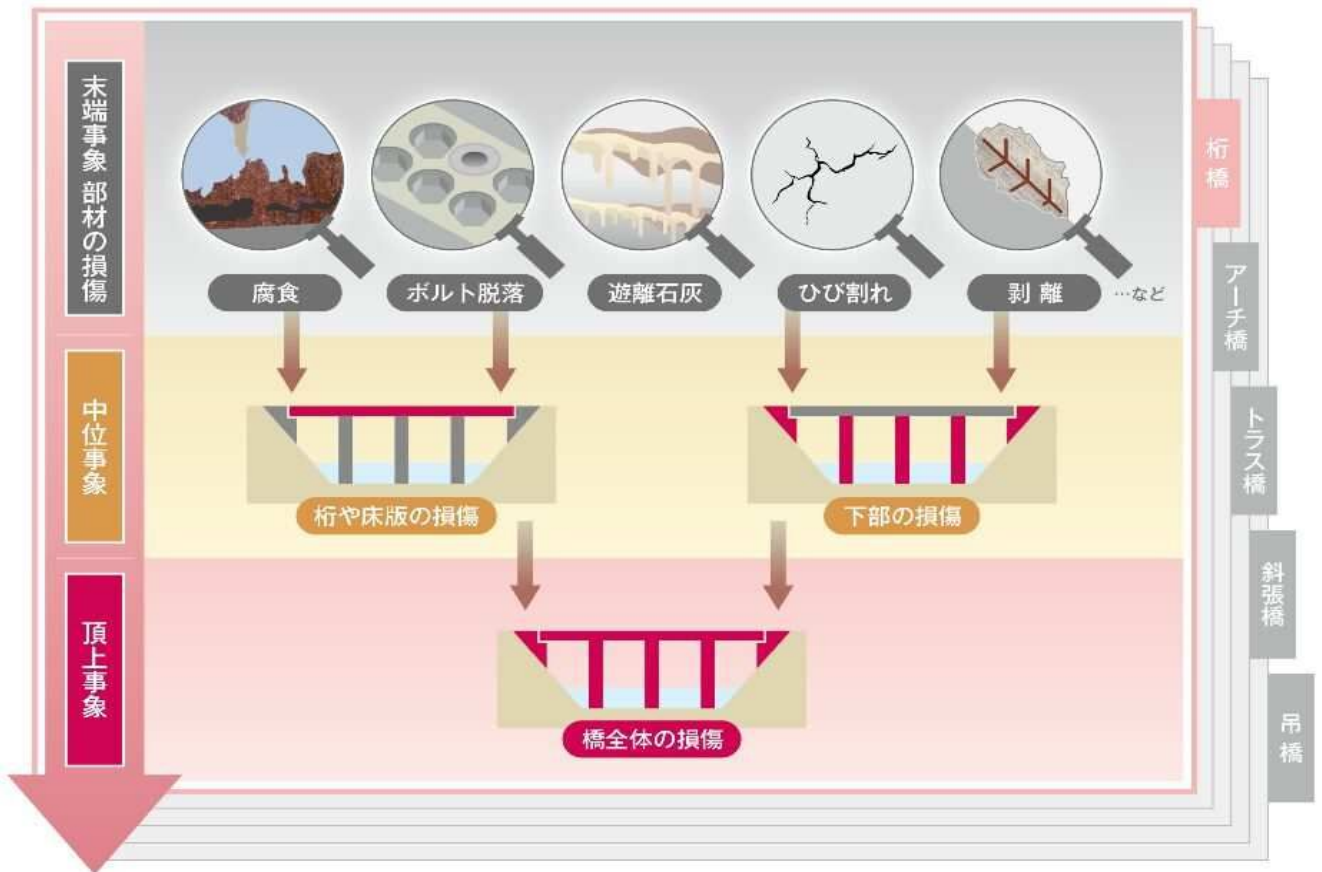 末端事象 部材の損傷
腐食
ボルト脱落
遊離石灰
ひび割れ
剥離
…など
中位事象
桁や床版の損傷
下部の損傷
頂上事象
橋全体の損傷
桁橋
アーチ橋
トラス橋
斜張橋
吊橋